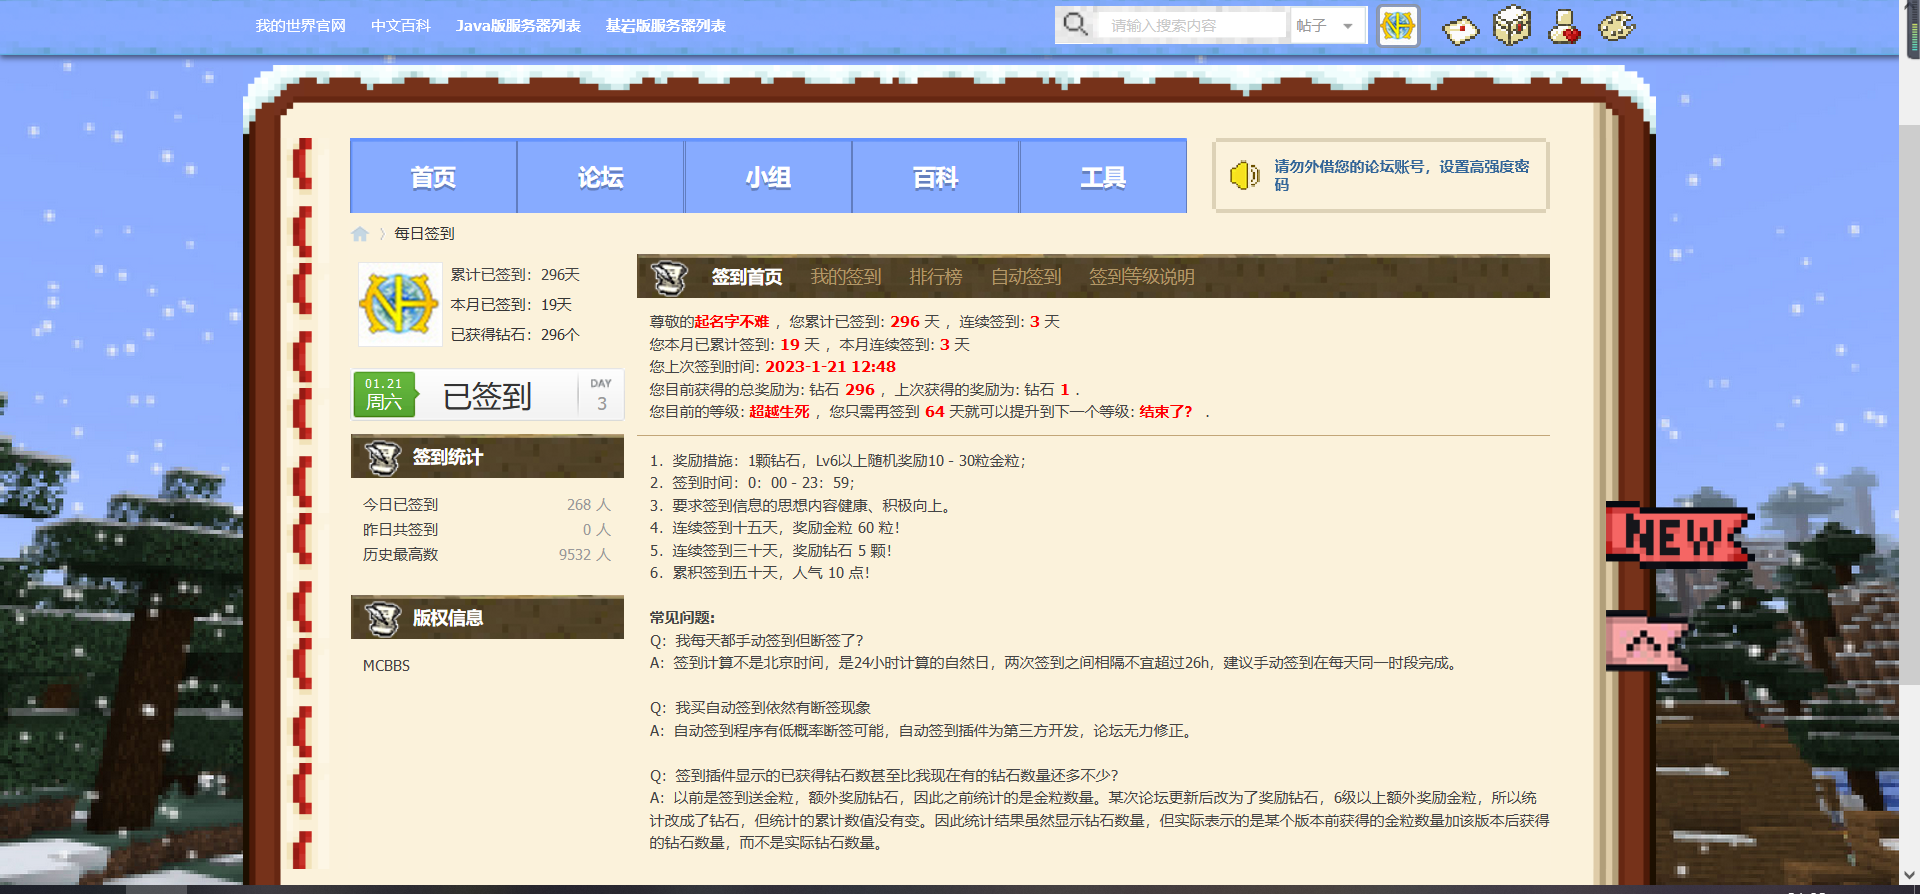 我的世界官网 中文百科 Java版服务器列表 基岩版服务器列表
请输入搜索内容 帖子
首页 论坛 小组 百科 工具
请勿外借您的论坛账号，设置高强度密
码
每日签到
累计已签到：296天
本月已签到：19天
已获得钻石：296个
01.21
周六
已签到
DAY
3
签到统计
今日已签到 268 人
昨日共签到 0 人
历史最高数 9532 人
版权信息
MCBBS
签到首页 我的签到 排行榜 自动签到 签到等级说明
尊敬的起名字不难 ，您累计已签到: 296 天 ，连续签到: 3 天
您本月已累计签到: 19 天 ，本月连续签到: 3 天
您上次签到时间: 2023-1-21 12:48
您目前获得的总奖励为: 钻石 296 ，上次获得的奖励为: 钻石 1 .
您目前的等级: 超越生死 ，您只需再签到 64 天就可以提升到下一个等级: 结束了？ .
1．奖励措施：1颗钻石，Lv6以上随机奖励10 - 30粒金粒；
2．签到时间：0：00 - 23：59；
3．要求签到信息的思想内容健康、积极向上。
4．连续签到十五天，奖励金粒 60 粒！
5．连续签到三十天，奖励钻石 5 颗！
6．累积签到五十天，人气 10 点！
常见问题：
Q：我每天都手动签到但断签了？
A：签到计算不是北京时间，是24小时计算的自然日，两次签到之间相隔不宜超过26h，建议手动签到在每天同一时段完成。
Q：我买自动签到依然有断签现象
A：自动签到程序有低概率断签可能，自动签到插件为第三方开发，论坛无力修正。
Q：签到插件显示的已获得钻石数甚至比我现在有的钻石数量还多不少？
A：以前是签到送金粒，额外奖励钻石，因此之前统计的是金粒数量。某次论坛更新后改为了奖励钻石，6级以上额外奖励金粒，所以统
计改成了钻石，但统计的累计数值没有变。因此统计结果虽然显示钻石数量，但实际表示的是某个版本前获得的金粒数量加该版本后获得
的钻石数量，而不是实际钻石数量。
NEW